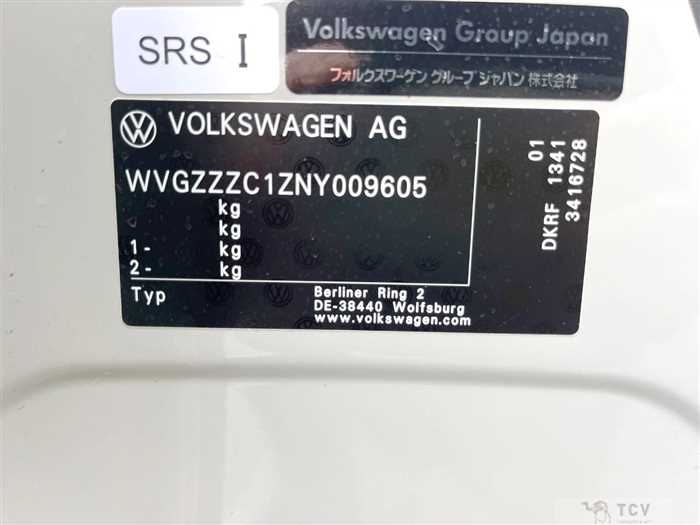 SRS I
Volkswagen Group Japan
フォルクスワーゲン グループ ジャパン 株式会社
VOLKSWAGEN AG
WVGZZZC1ZNY009605
kg
kg
1- kg
2- kg
Typ
Berliner Ring 2
DE-38440 Wolfsburg
www.volkswagen.com
01
DKRF 1341
3416728
TCV